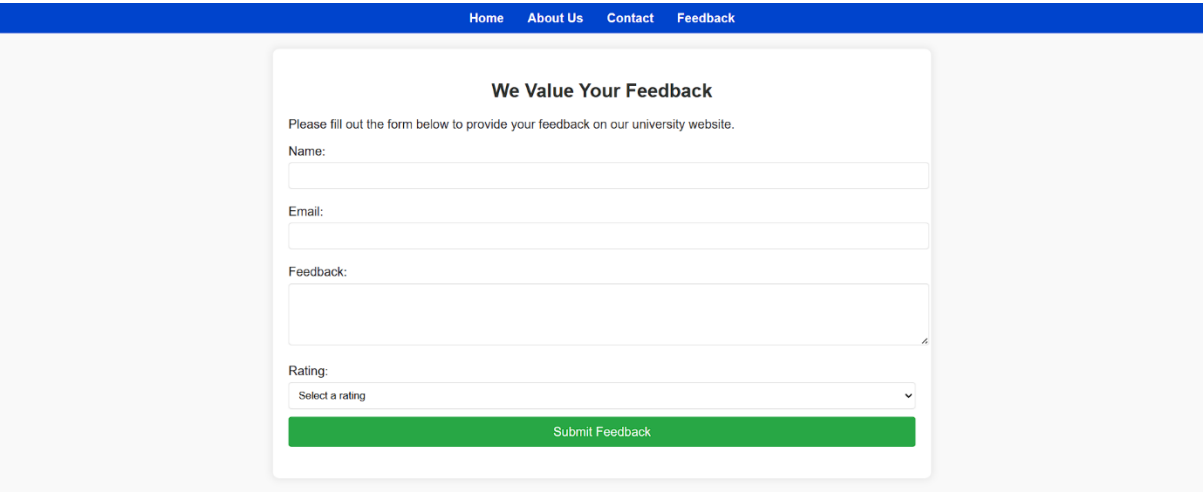 Home About Us Contact Feedback
We Value Your Feedback
Please fill out the form below to provide your feedback on our university website.
Name:
Email:
Feedback:
Rating:
Select a rating
Submit Feedback